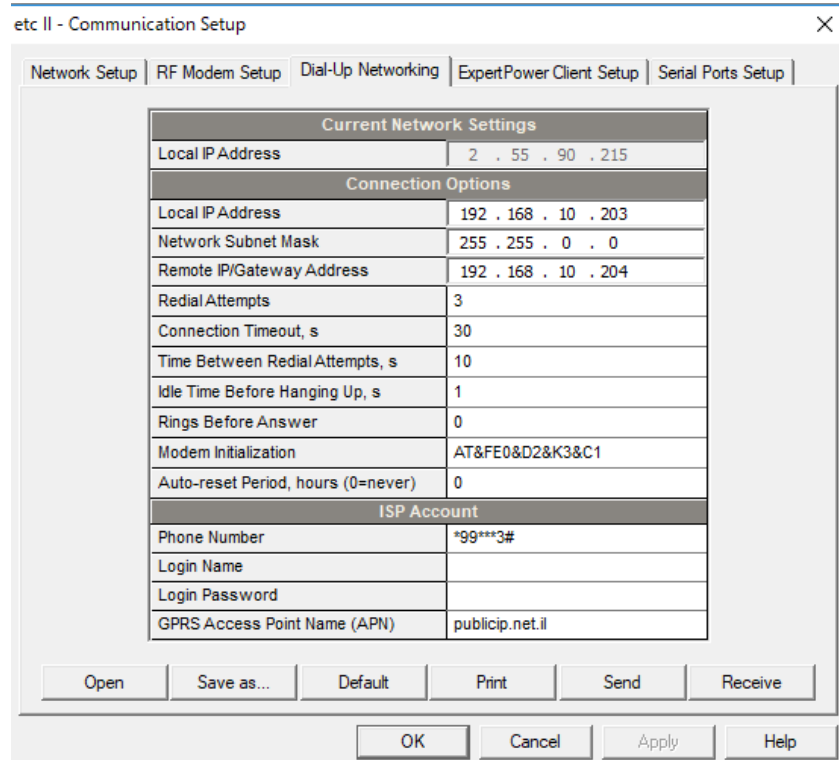 etc II - Communication Setup
Network Setup RF Modem Setup Dial-Up Networking ExpertPower Client Setup Serial Ports Setup
Current Network Settings
Local IP Address 2 . 55 . 90 . 215
Connection Options
Local IP Address 192 . 168 . 10 . 203
Network Subnet Mask 255 . 255 . 0 . 0
Remote IP/Gateway Address 192 . 168 . 10 . 204
Redial Attempts 3
Connection Timeout, s 30
Time Between Redial Attempts, s 10
Idle Time Before Hanging Up, s 1
Rings Before Answer 0
Modem Initialization AT&FE0&D2&K3&C1
Auto-reset Period, hours (0=never) 0
ISP Account
Phone Number *99***3#
Login Name
Login Password
GPRS Access Point Name (APN) publicip.net.il
Open Save as... Default Print Send Receive
OK Cancel Apply Help